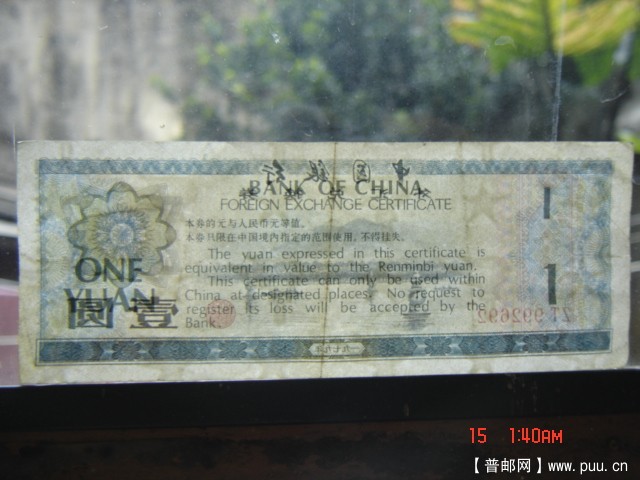 中国银行
BANK OF CHINA
FOREIGN EXCHANGE CERTIFICATE
本券的元与人民币元等值。
本券只限在中国境内指定的范围使用，不得挂失。
The yuan expressed in this certificate is
equivalent in value to the Renminbi yuan.
This certificate can only be used within
China at designated places. No request to
register its loss will be accepted by the
Bank.
ONE
YUAN
壹圆
1
1
15 1:40AM
【普邮网】www.puu.cn